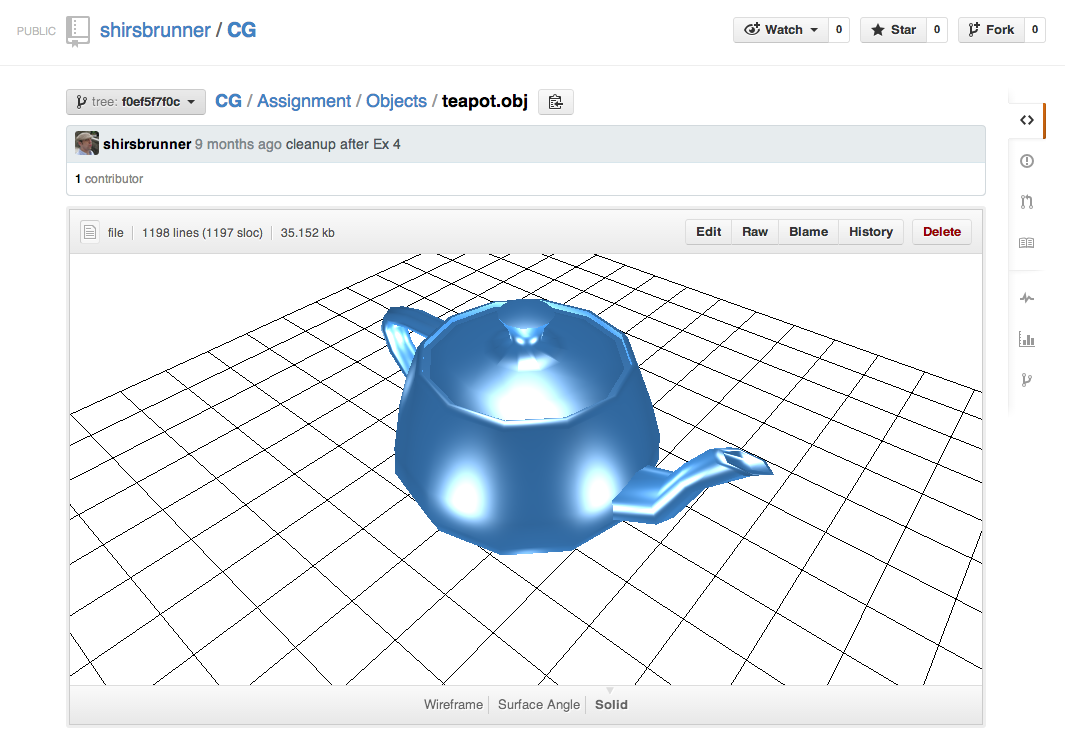 PUBLIC shirsbrunner / CG Watch 0 Star 0 Fork 0
tree: f0ef5f7f0c CG / Assignment / Objects / teapot.obj
shirsbrunner 9 months ago cleanup after Ex 4
1 contributor
file 1198 lines (1197 sloc) 35.152 kb Edit Raw Blame History Delete
Wireframe Surface Angle Solid